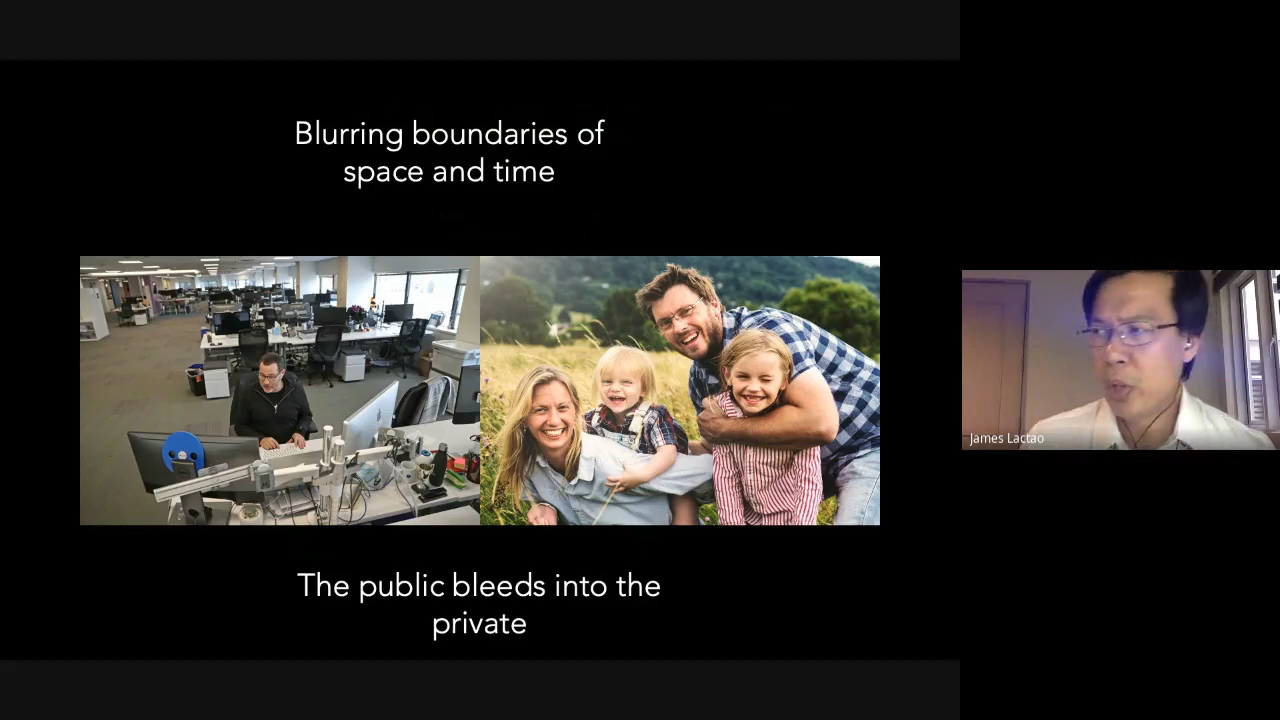 Blurring boundaries of
space and time
The public bleeds into the
private
James Lactao